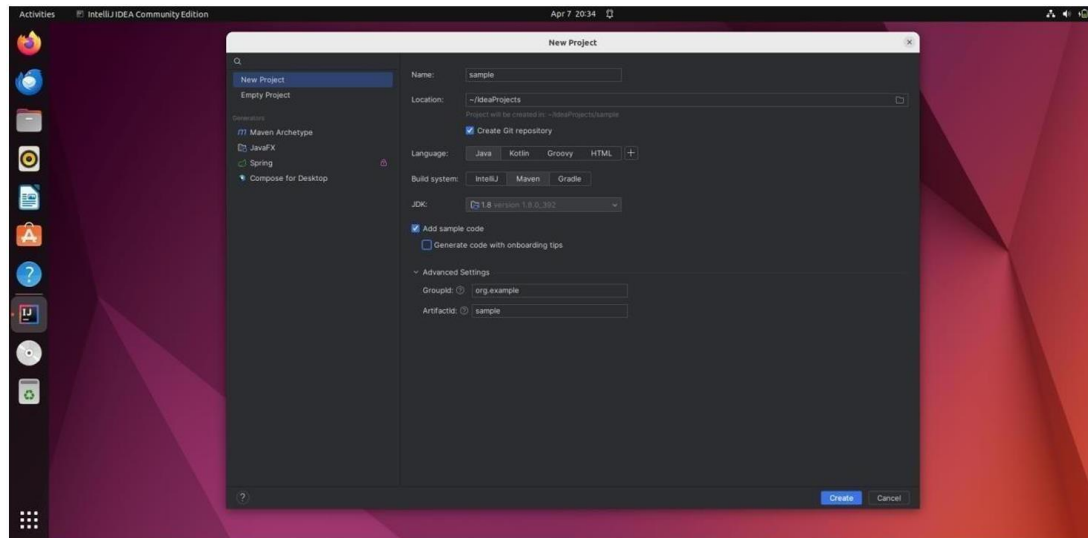 Activities IntelliJ IDEA Community Edition Apr 7 20:34
New Project
New Project
Empty Project
Generators
Maven Archetype
JavaFX
Spring
Compose for Desktop
Name: sample
Location: ~/IdeaProjects
Project will be created in: ~/IdeaProjects/sample
Create Git repository
Language: Java Kotlin Groovy HTML +
Build system: IntelliJ Maven Gradle
JDK: 1.8 version 1.8.0_392
Add sample code
Generate code with onboarding tips
Advanced Settings
GroupId: ? org.example
ArtifactId: ? sample
? Create Cancel